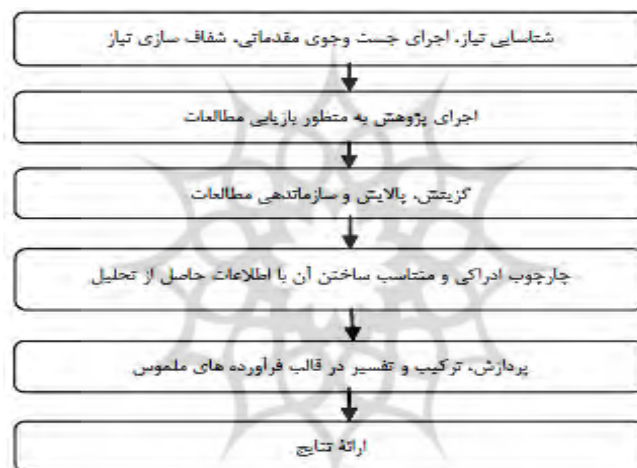 شناسایی نیاز، اجرای جست وجوی مقدماتی، شفاف سازی نیاز
اجرای پژوهش به منظور بازیابی مطالعات
گزینش، پالایش و سازماندهی مطالعات
چارچوب ادراکی و متناسب ساختن آن با اطلاعات حاصل از تحلیل
پردازش، ترکیب و تفسیر در قالب فرآورده های ملموس
ارائهٔ نتایج